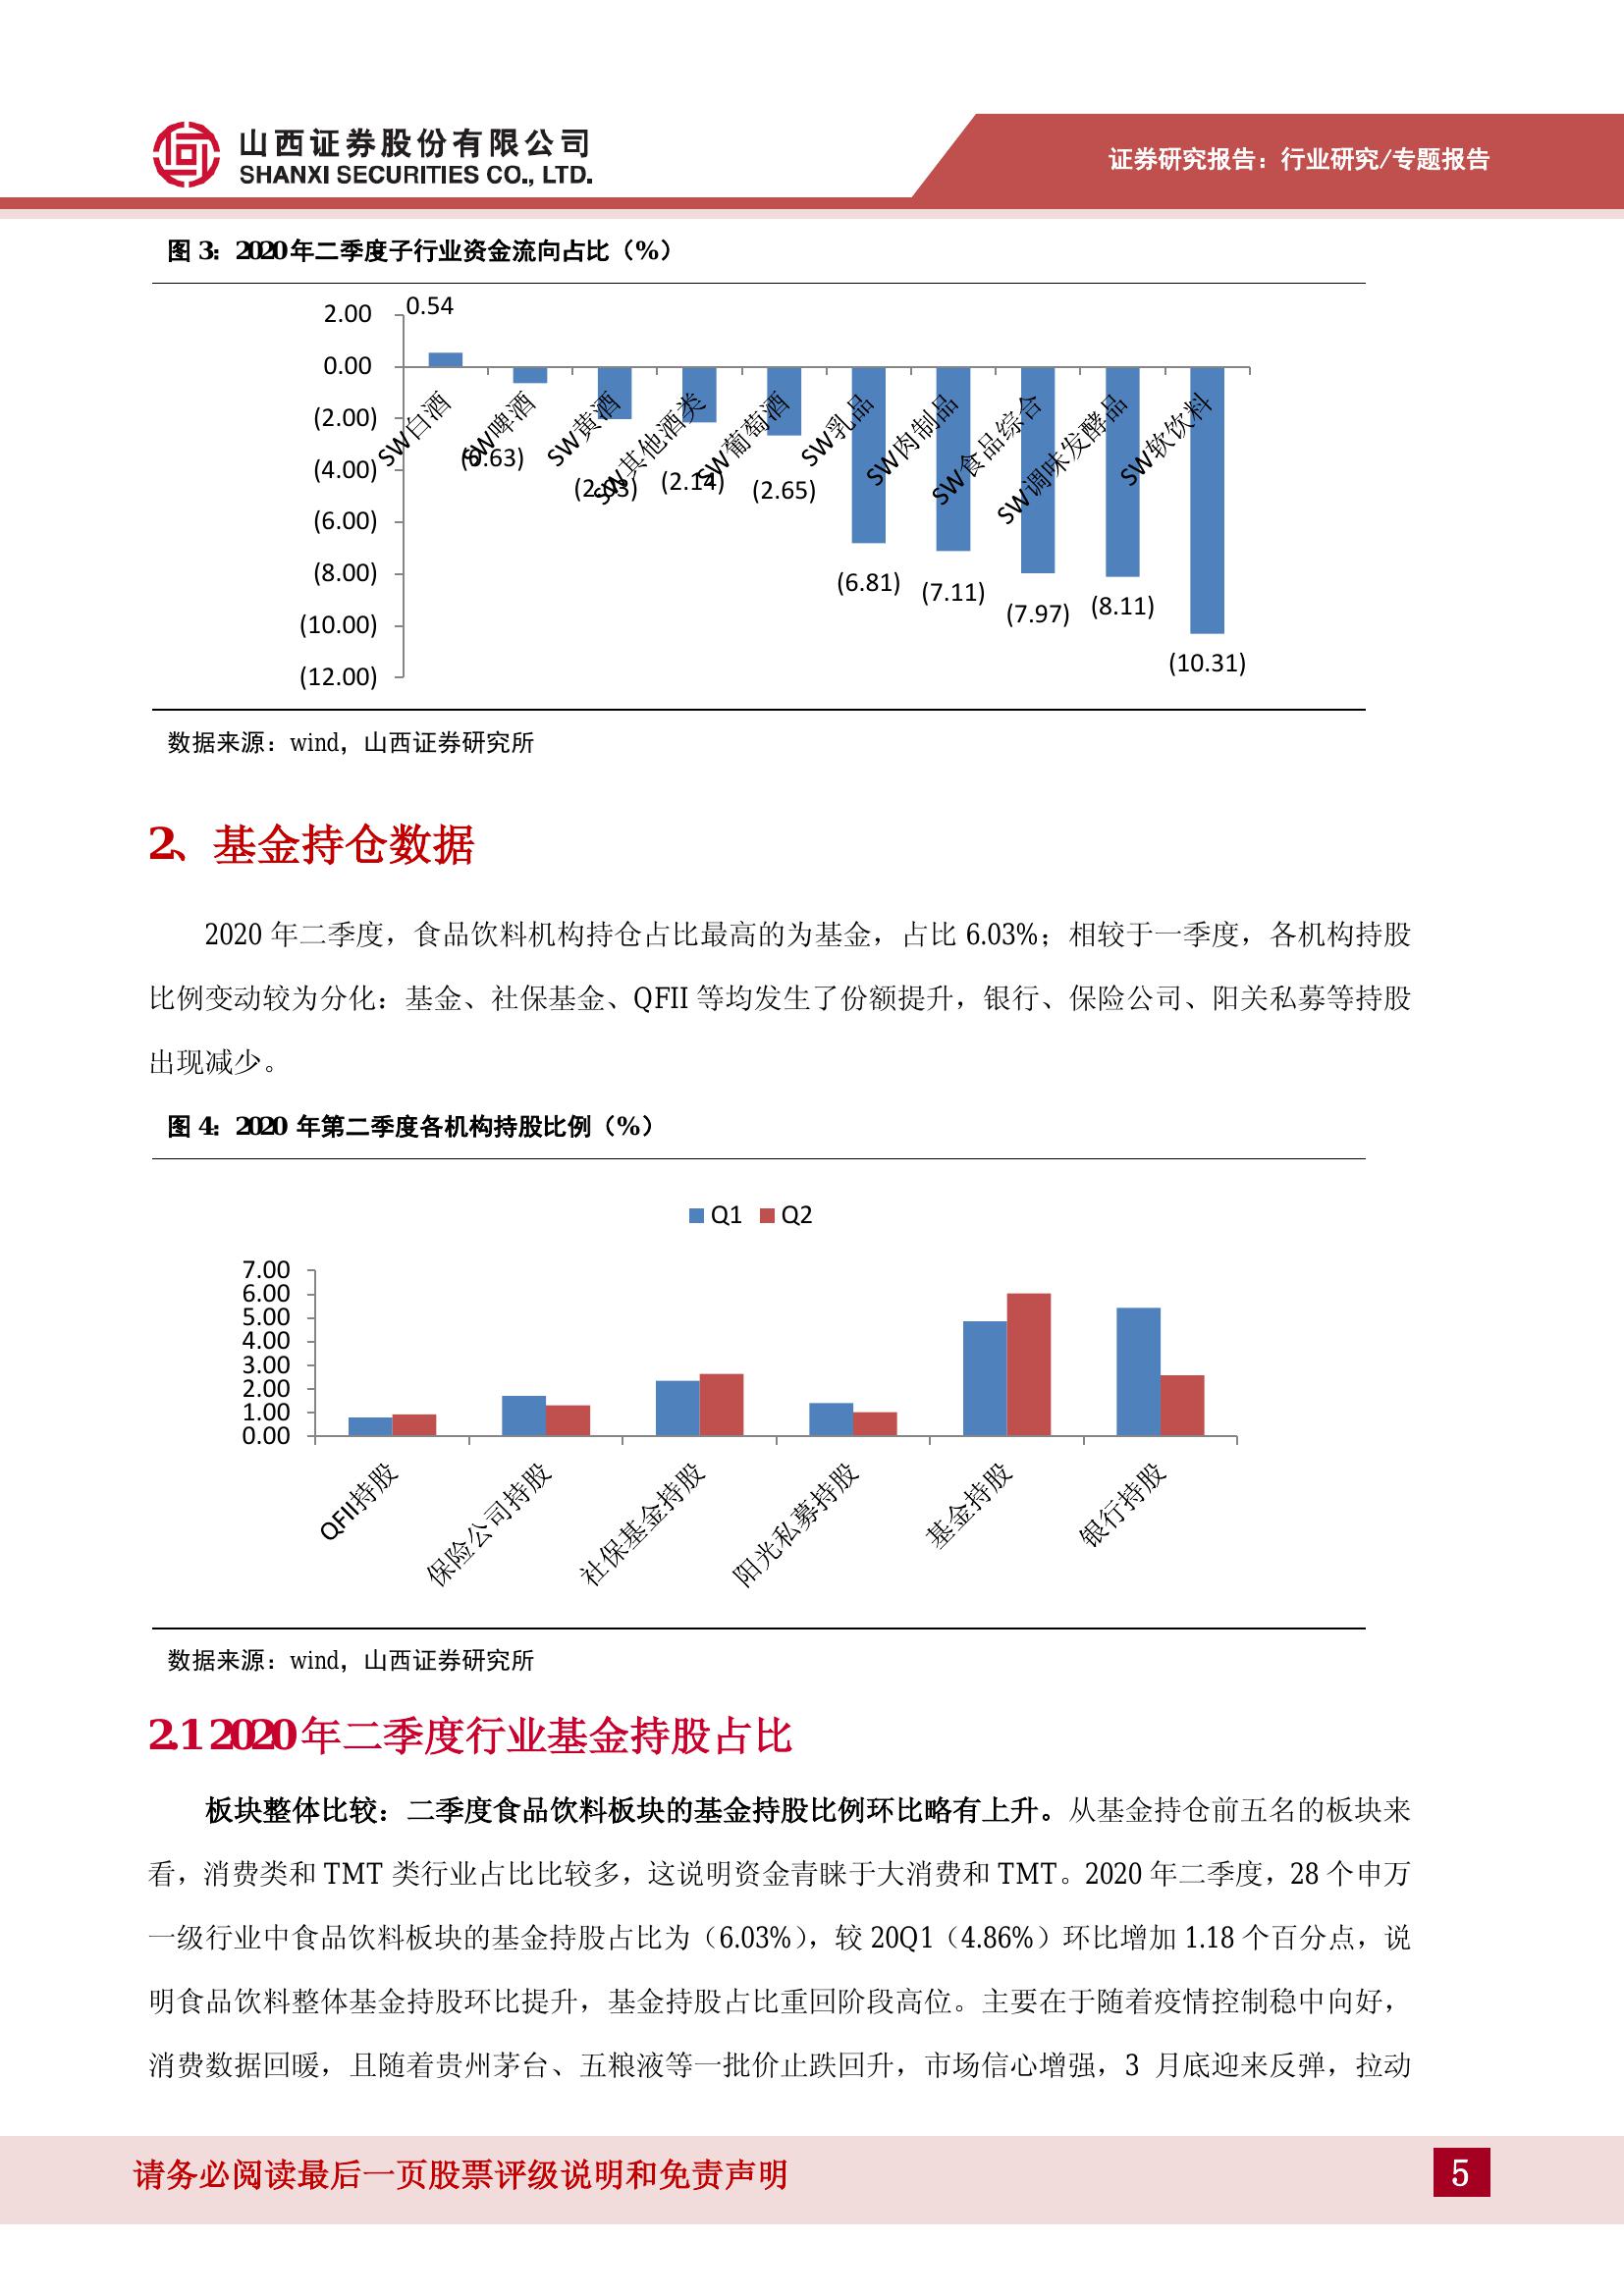 山西证券股份有限公司
SHANXI SECURITIES CO., LTD.
证券研究报告：行业研究/专题报告
图 3：2020 年二季度子行业资金流向占比（%）
2.00
0.00
(2.00)
(4.00)
(6.00)
(8.00)
(10.00)
(12.00)
0.54
(0.63)
(2.03)
(2.14)
(2.65)
(6.81)
(7.11)
(7.97)
(8.11)
(10.31)
SW白酒
SW啤酒
SW黄酒
SW其他酒类
SW葡萄酒
SW乳品
SW肉制品
SW食品综合
SW调味发酵品
SW软饮料
数据来源：wind，山西证券研究所
2、基金持仓数据
2020 年二季度，食品饮料机构持仓占比最高的为基金，占比 6.03%；相较于一季度，各机构持股
比例变动较为分化：基金、社保基金、QFII 等均发生了份额提升，银行、保险公司、阳关私募等持股
出现减少。
图 4：2020 年第二季度各机构持股比例（%）
Q1 Q2
7.00
6.00
5.00
4.00
3.00
2.00
1.00
0.00
QFII持股
保险公司持股
社保基金持股
阳光私募持股
基金持股
银行持股
数据来源：wind，山西证券研究所
2.1 2020 年二季度行业基金持股占比
板块整体比较：二季度食品饮料板块的基金持股比例环比略有上升。从基金持仓前五名的板块来
看，消费类和 TMT 类行业占比比较多，这说明资金青睐于大消费和 TMT。2020 年二季度，28 个申万
一级行业中食品饮料板块的基金持股占比为（6.03%），较 20Q1（4.86%）环比增加 1.18 个百分点，说
明食品饮料整体基金持股环比提升，基金持股占比重回阶段高位。主要在于随着疫情控制稳中向好，
消费数据回暖，且随着贵州茅台、五粮液等一批价止跌回升，市场信心增强，3 月底迎来反弹，拉动
请务必阅读最后一页股票评级说明和免责声明
5